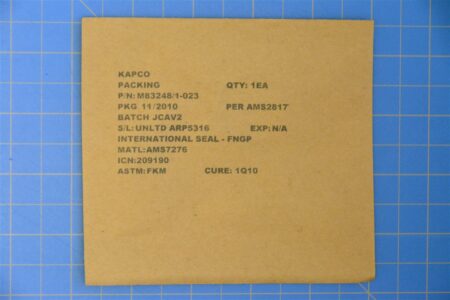 KAPCO
PACKING QTY: 1EA
P/N: M83248/1-023
PKG 11/2010 PER AMS2817
BATCH JCAV2
S/L: UNLTD ARP5316 EXP: N/A
INTERNATIONAL SEAL - FNGP
MATL: AMS7276
ICN: 209190
ASTM: FKM CURE: 1Q10